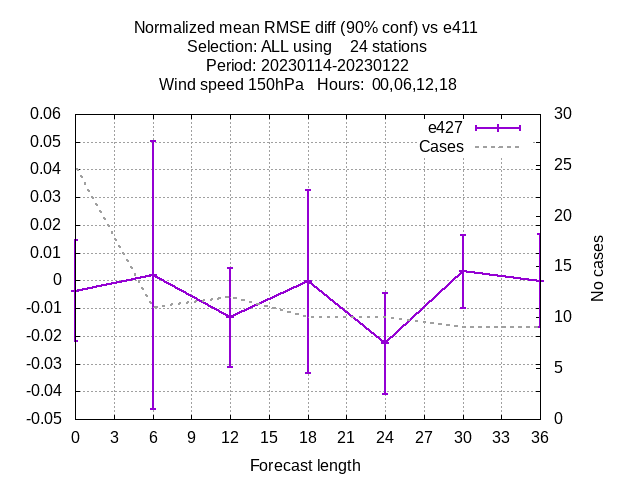 Normalized mean RMSE diff (90% conf) vs e411
Selection: ALL using    24 stations
Period: 20230114-20230122
Wind speed 150hPa   Hours:  00,06,12,18
e427
Cases
0.06
0.05
0.04
0.03
0.02
0.01
0
-0.01
-0.02
-0.03
-0.04
-0.05
30
25
20
15
10
5
0
No cases
0 3 6 9 12 15 18 21 24 27 30 33 36
Forecast length